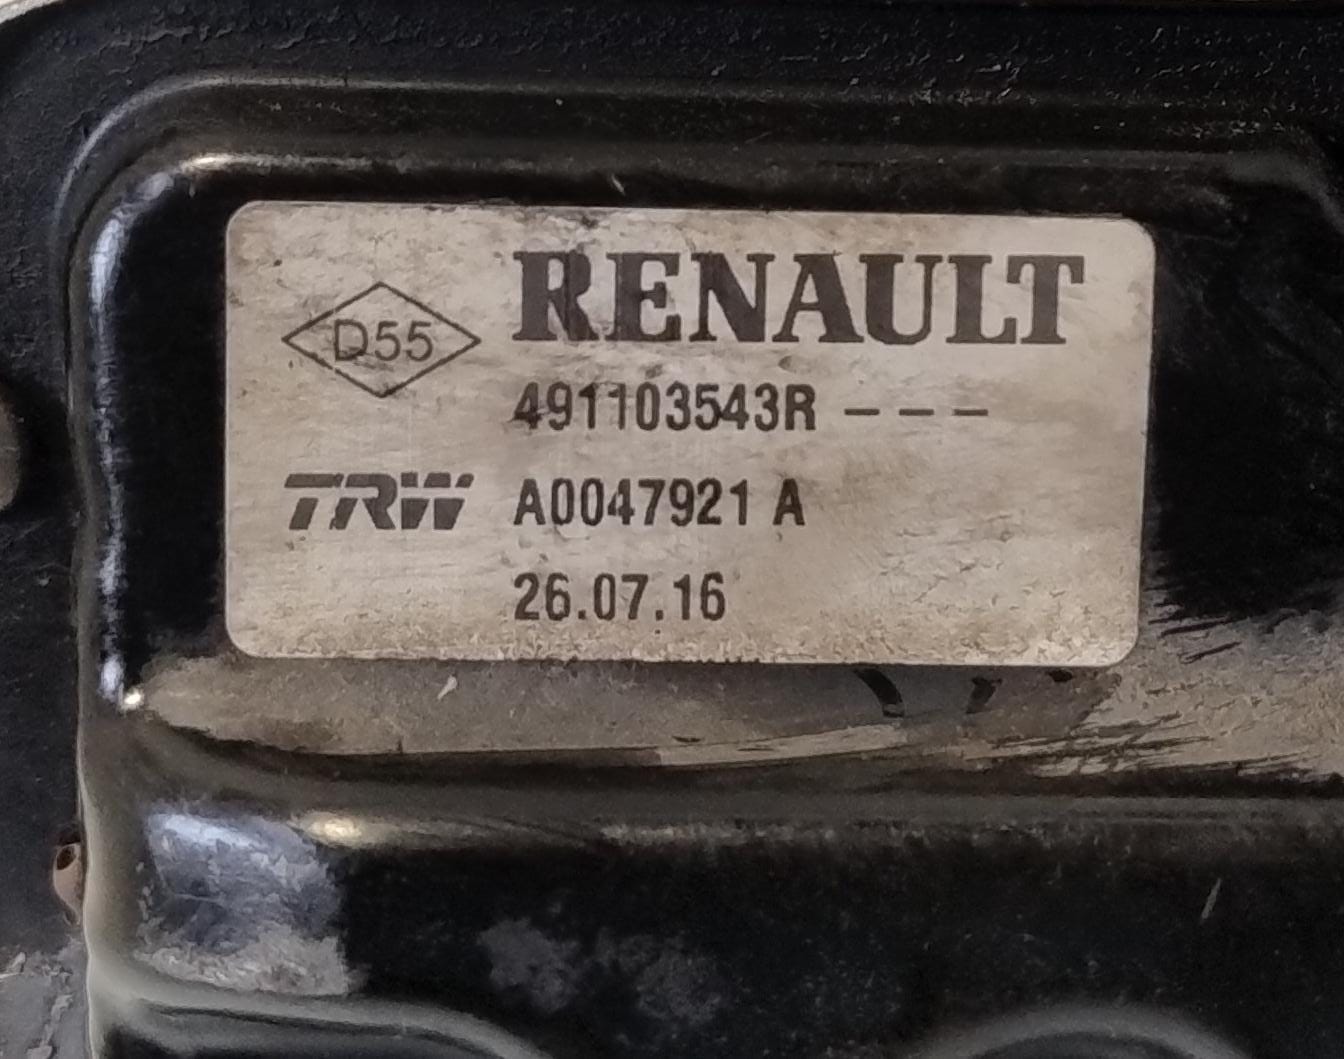 RENAULT
D55
491103543R ---
TRW A0047921 A
26.07.16